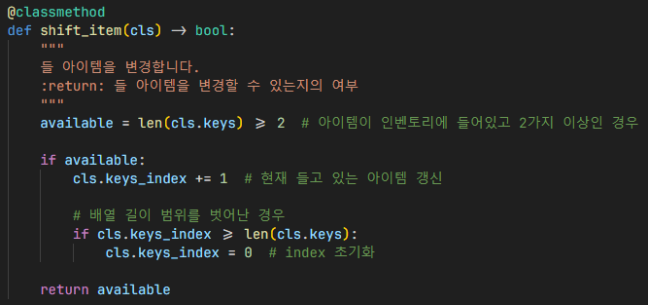 @classmethod
def shift_item(cls) -> bool:
"""
들 아이템을 변경합니다.
:return: 들 아이템을 변경할 수 있는지의 여부
"""
available = len(cls.keys) >= 2  # 아이템이 인벤토리에 들어있고 2가지 이상인 경우
if available:
cls.keys_index += 1  # 현재 들고 있는 아이템 갱신
# 배열 길이 범위를 벗어난 경우
if cls.keys_index >= len(cls.keys):
cls.keys_index = 0  # index 초기화
return available